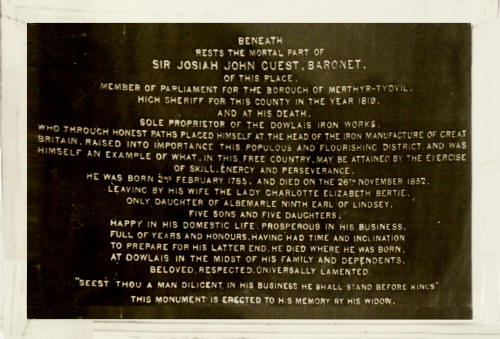 BENEATH
RESTS THE MORTAL PART OF
SIR JOSIAH JOHN GUEST, BARONET,
OF THIS PLACE,
MEMBER OF PARLIAMENT FOR THE BOROUGH OF MERTHYR-TYDVIL,
HIGH SHERIFF FOR THIS COUNTY IN THE YEAR 1819,
AND AT HIS DEATH,
SOLE PROPRIETOR OF THE DOWLAIS IRON WORKS,
WHO THROUGH HONEST PATHS PLACED HIMSELF AT THE HEAD OF THE IRON MANUFACTURE OF GREAT
BRITAIN, RAISED INTO IMPORTANCE THIS POPULOUS AND FLOURISHING DISTRICT, AND WAS
HIMSELF AN EXAMPLE OF WHAT, IN THIS FREE COUNTRY, MAY BE ATTAINED BY THE EXERCISE
OF SKILL, ENERGY AND PERSEVERANCE.
HE WAS BORN 2ND FEBRUARY 1785, AND DIED ON THE 26TH NOVEMBER 1852,
LEAVING BY HIS WIFE THE LADY CHARLOTTE ELIZABETH BERTIE,
ONLY DAUGHTER OF ALBEMARLE NINTH EARL OF LINDSEY,
FIVE SONS AND FIVE DAUGHTERS.
HAPPY IN HIS DOMESTIC LIFE, PROSPEROUS IN HIS BUSINESS,
FULL OF YEARS AND HONOURS, HAVING HAD TIME AND INCLINATION
TO PREPARE FOR HIS LATTER END, HE DIED WHERE HE WAS BORN,
AT DOWLAIS IN THE MIDST OF HIS FAMILY AND DEPENDENTS,
BELOVED, RESPECTED, UNIVERSALLY LAMENTED
"SEEST THOU A MAN DILIGENT IN HIS BUSINESS HE SHALL STAND BEFORE KINGS"
THIS MONUMENT IS ERECTED TO HIS MEMORY BY HIS WIDOW.